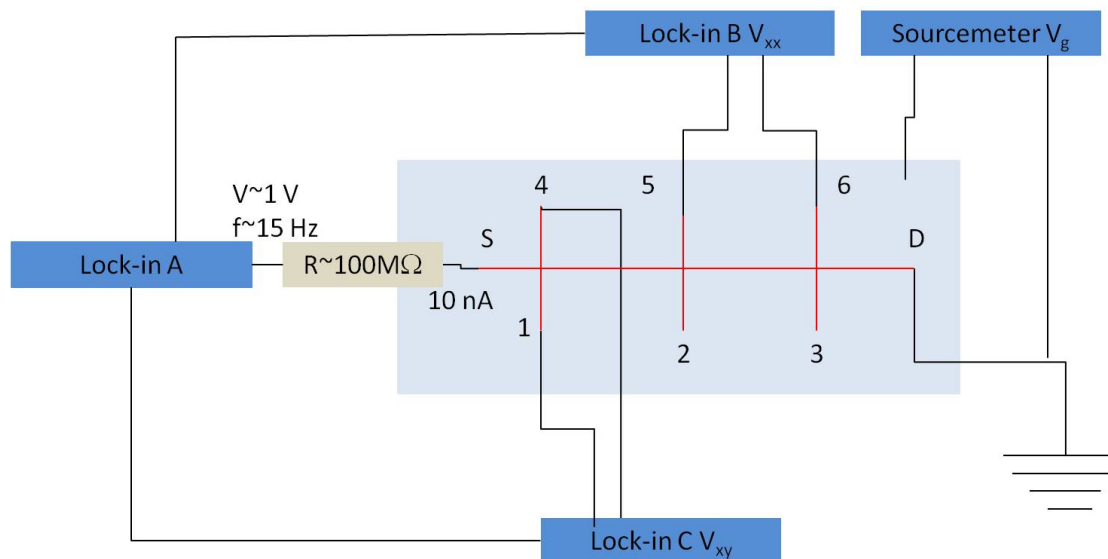 Lock-in B Vxx
Sourcemeter Vg
V~1 V
f~15 Hz
Lock-in A
R~100MΩ
10 nA
S
4
5
6
D
1
2
3
Lock-in C Vxy